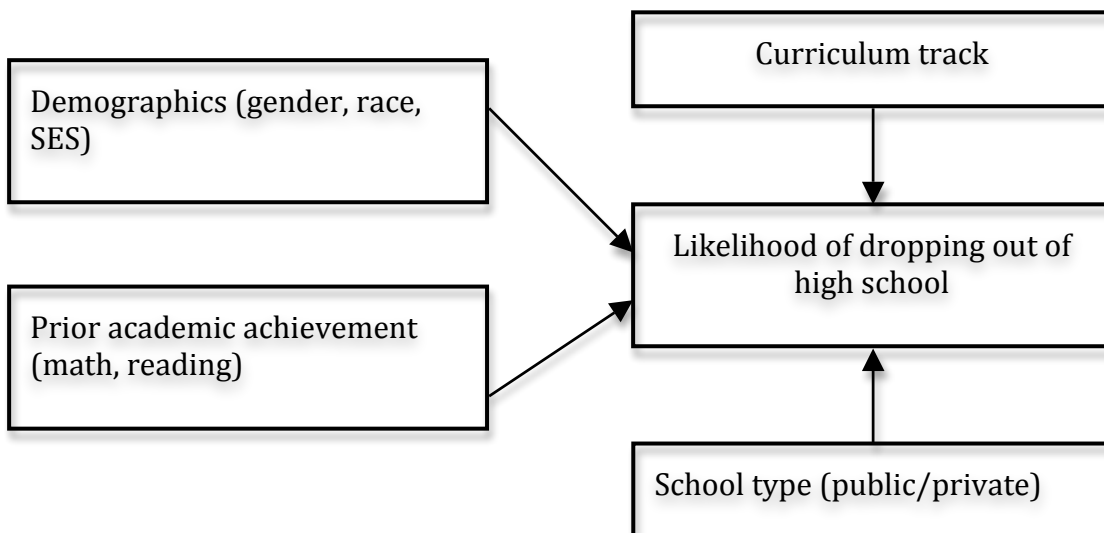 Curriculum track
Demographics (gender, race,
SES)
Likelihood of dropping out of
high school
Prior academic achievement
(math, reading)
School type (public/private)